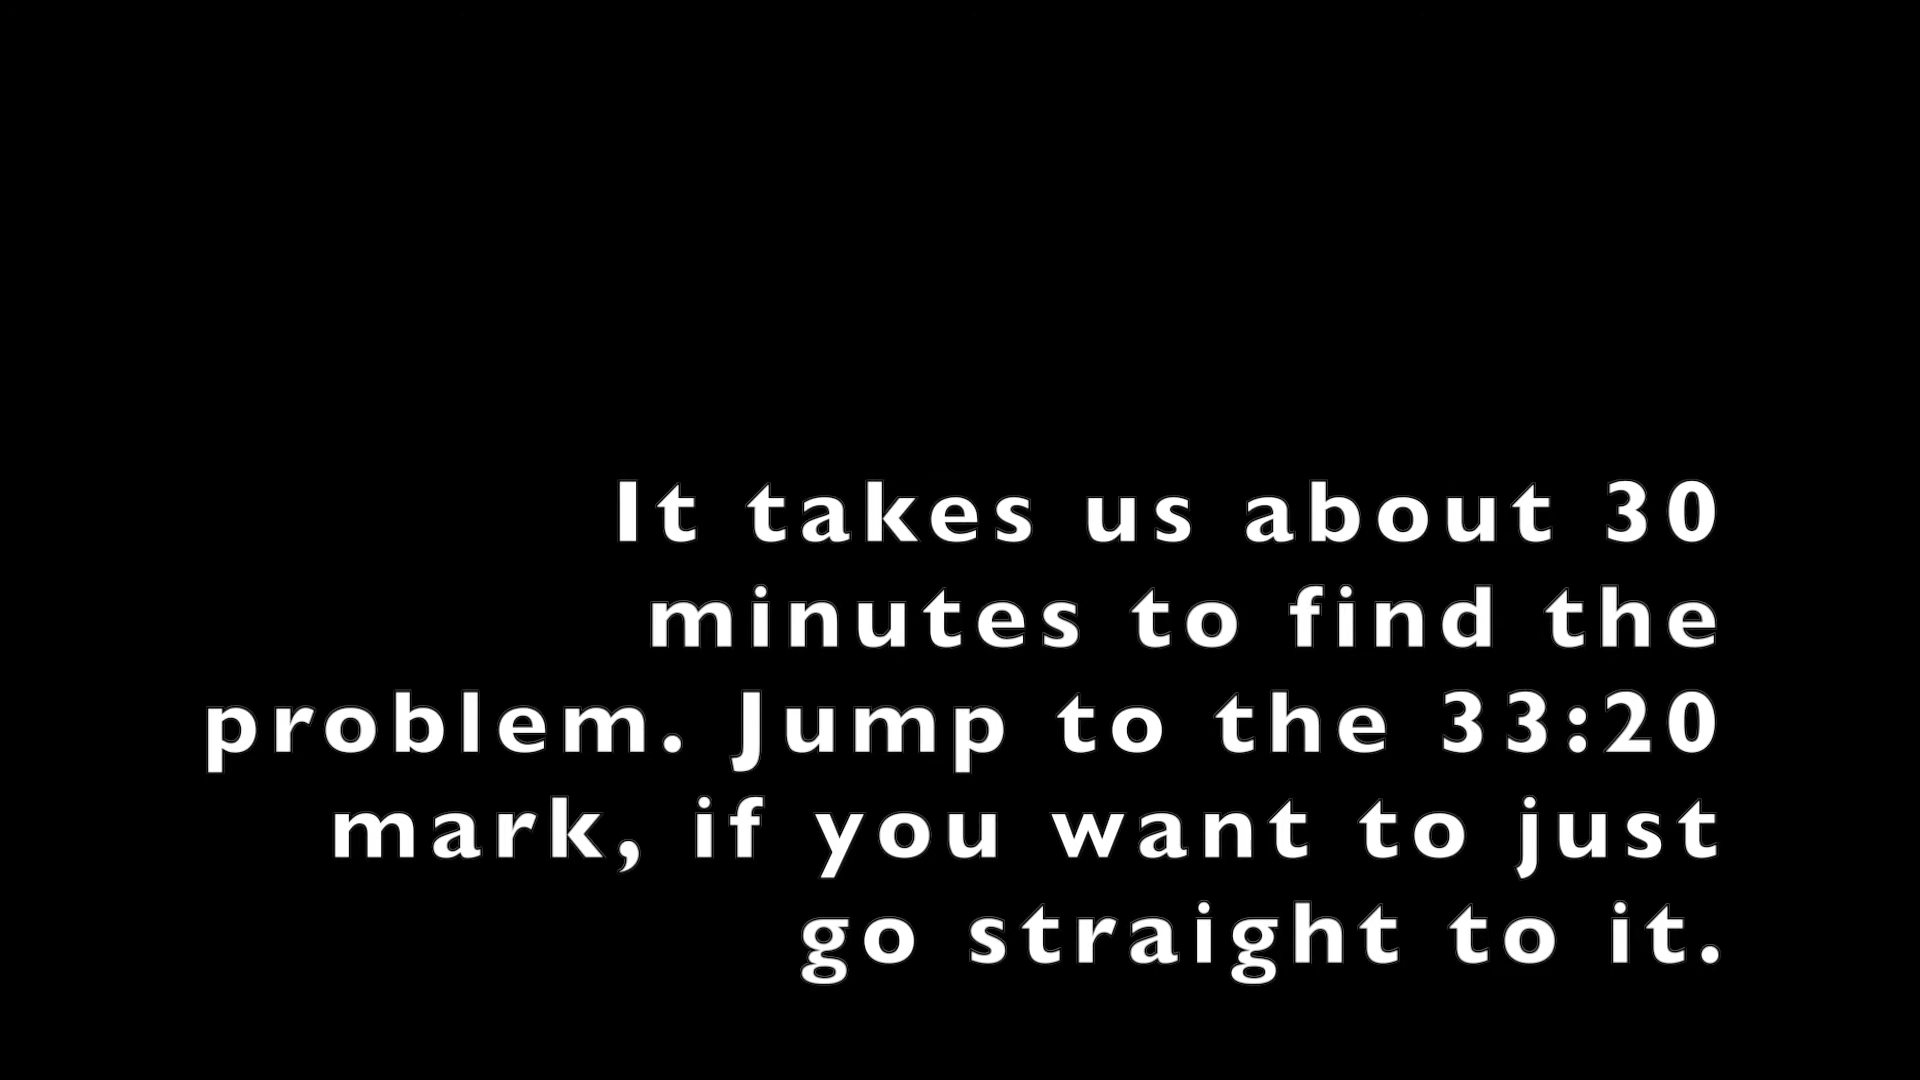 It takes us about 30
minutes to find the
problem. Jump to the 33:20
mark, if you want to just
go straight to it.